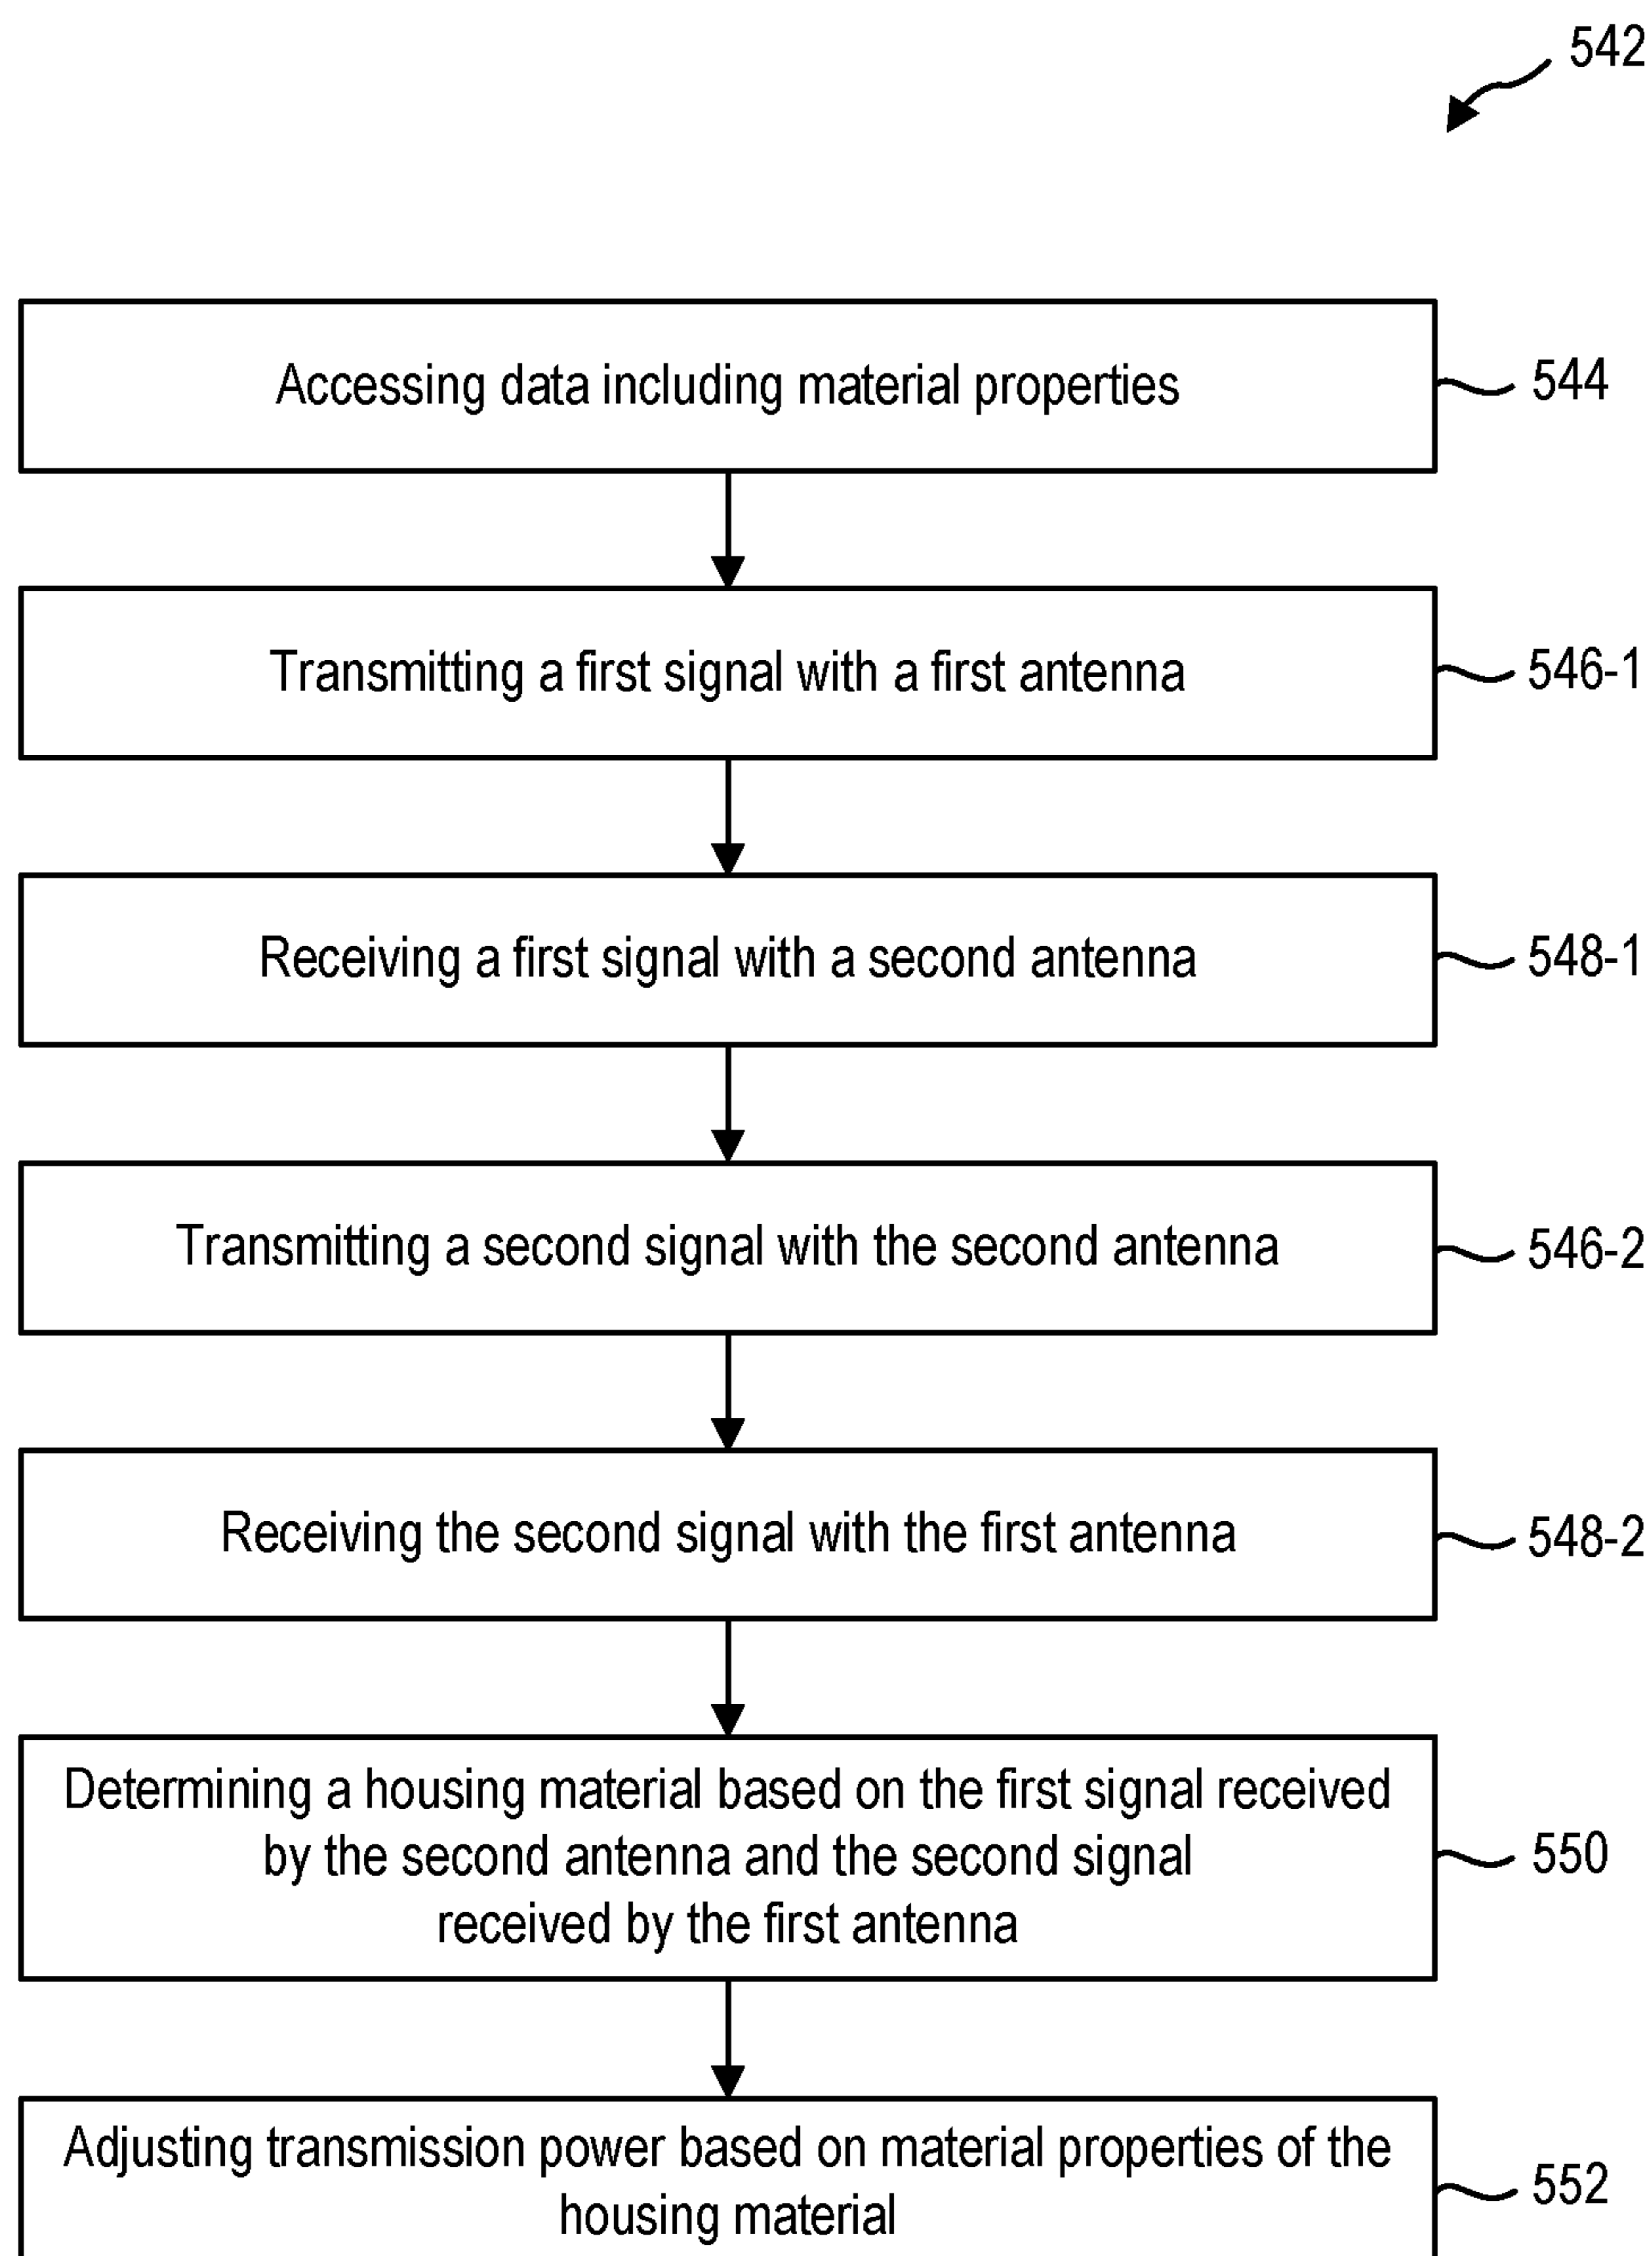 542
Accessing data including material properties
544
Transmitting a first signal with a first antenna
546-1
Receiving a first signal with a second antenna
548-1
Transmitting a second signal with the second antenna
546-2
Receiving the second signal with the first antenna
548-2
Determining a housing material based on the first signal received
by the second antenna and the second signal
received by the first antenna
550
Adjusting transmission power based on material properties of the
housing material
552